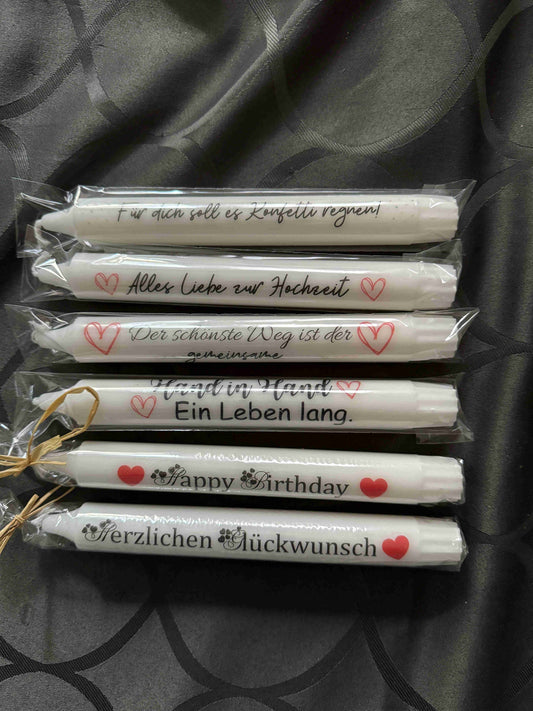 Für dich soll es Konfetti regnen!
Alles Liebe zur Hochzeit
Der schönste Weg ist der
gemeinsame
Hand in Hand
Ein Leben lang.
Happy Birthday
Herzlichen Glückwunsch